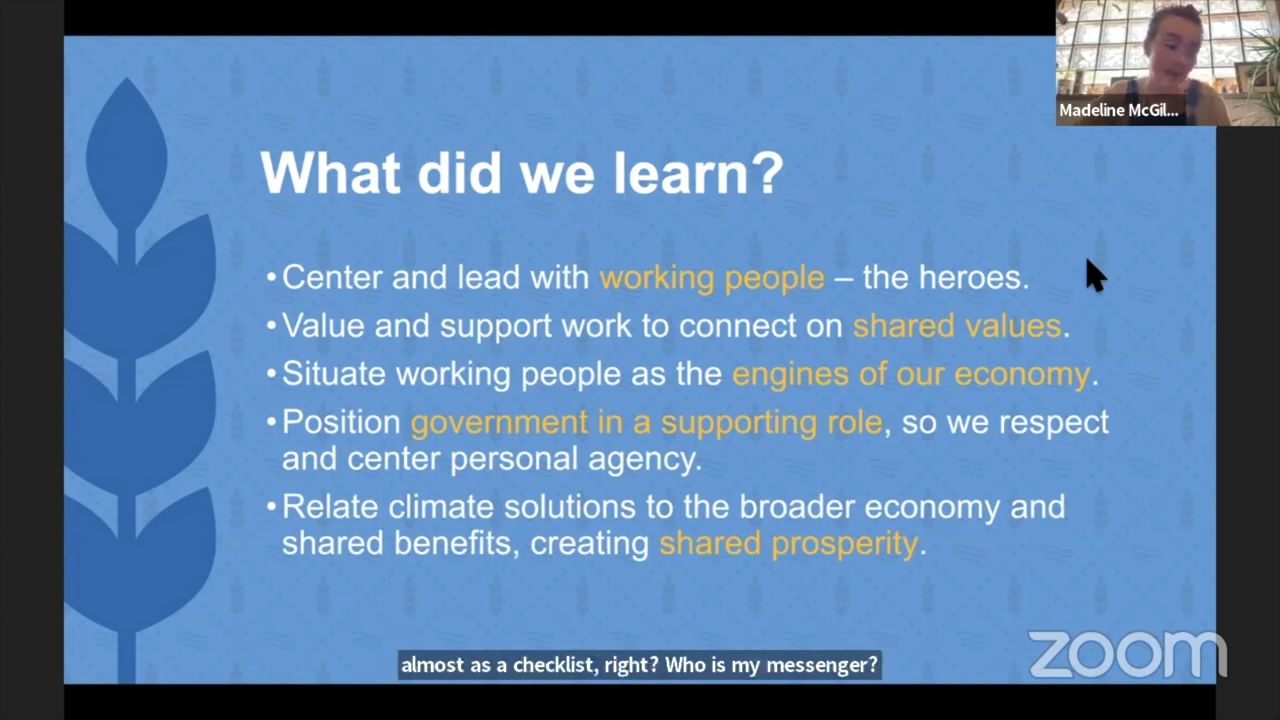 Madeline McGil...
What did we learn?
•Center and lead with working people – the heroes.
•Value and support work to connect on shared values.
•Situate working people as the engines of our economy.
•Position government in a supporting role, so we respect
and center personal agency.
•Relate climate solutions to the broader economy and
shared benefits, creating shared prosperity.
zoom
almost as a checklist, right? Who is my messenger?